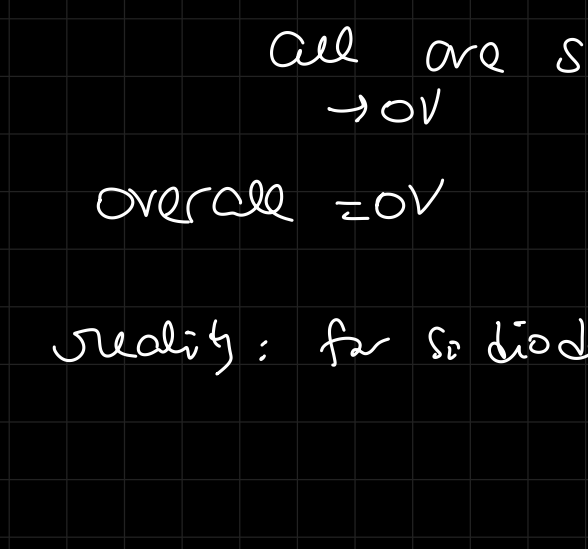 all are s
→ 0V
overall = 0V
reality: for Si diod